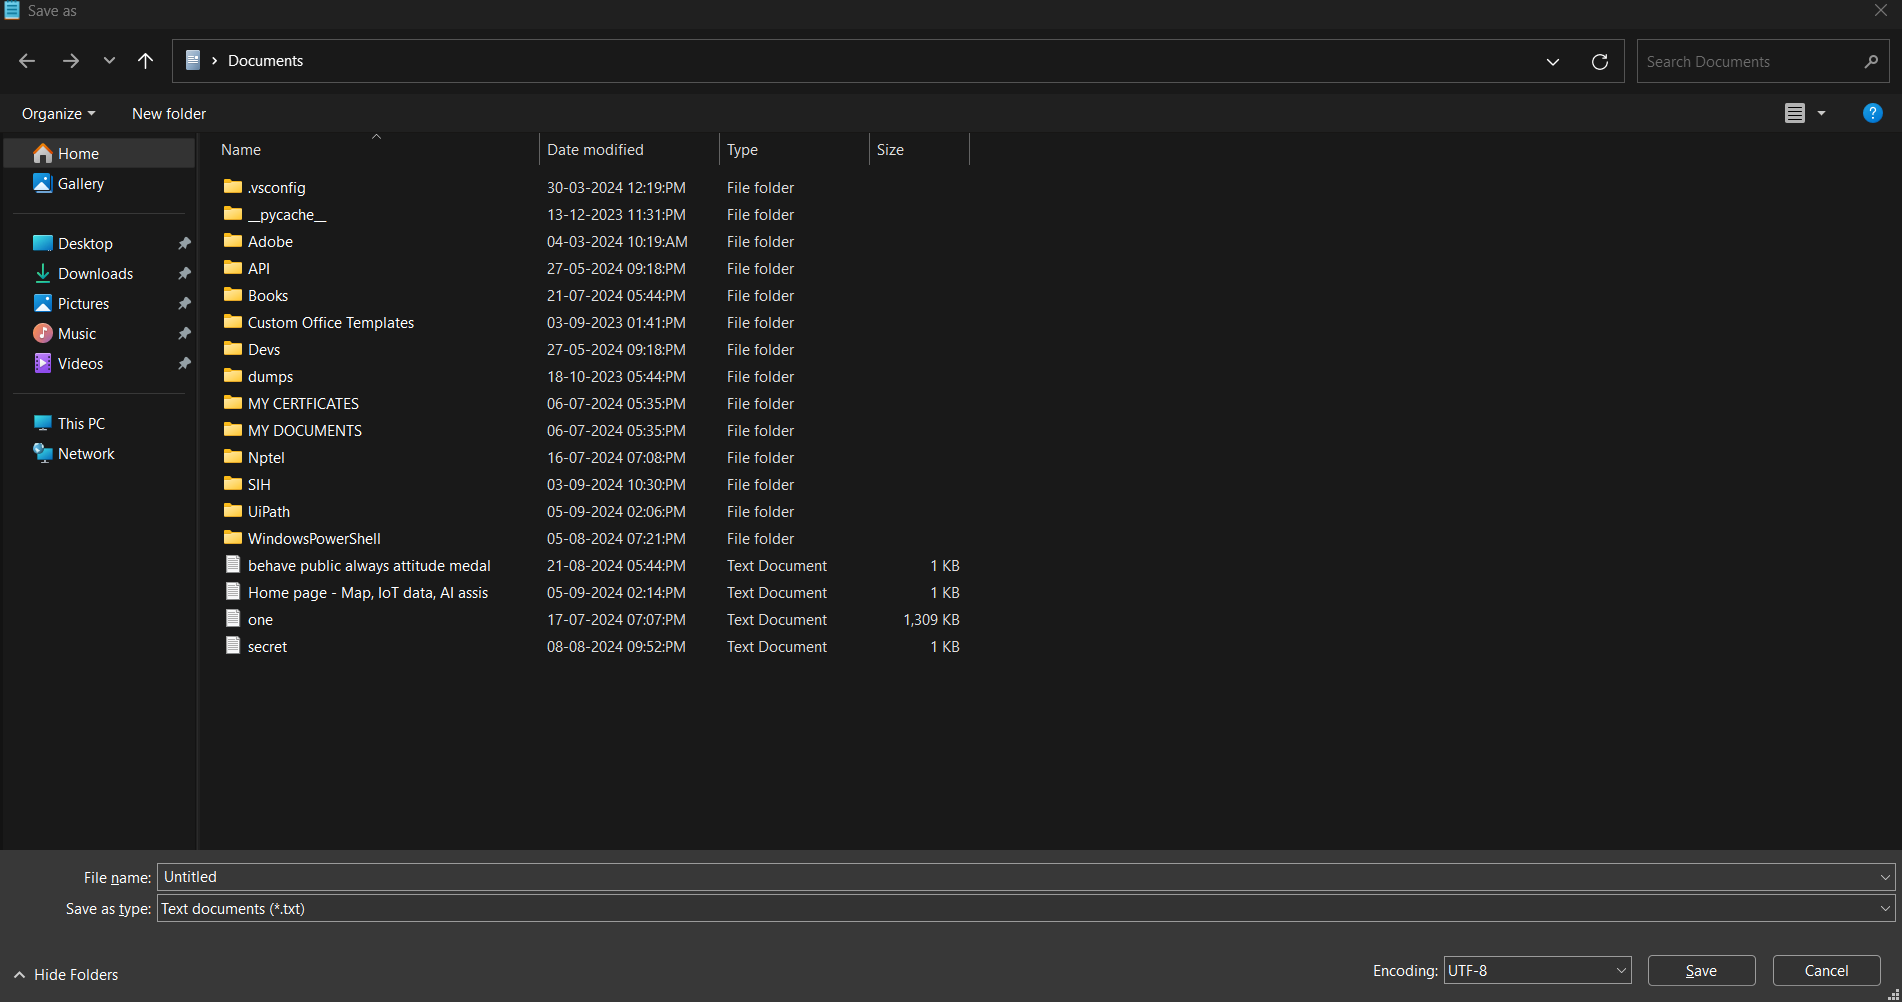 Save as
Documents
Search Documents
Organize New folder
Home
Gallery
Desktop
Downloads
Pictures
Music
Videos
This PC
Network
Name Date modified Type Size
.vsconfig 30-03-2024 12:19:PM File folder
__pycache__ 13-12-2023 11:31:PM File folder
Adobe 04-03-2024 10:19:AM File folder
API 27-05-2024 09:18:PM File folder
Books 21-07-2024 05:44:PM File folder
Custom Office Templates 03-09-2023 01:41:PM File folder
Devs 27-05-2024 09:18:PM File folder
dumps 18-10-2023 05:44:PM File folder
MY CERTFICATES 06-07-2024 05:35:PM File folder
MY DOCUMENTS 06-07-2024 05:35:PM File folder
Nptel 16-07-2024 07:08:PM File folder
SIH 03-09-2024 10:30:PM File folder
UiPath 05-09-2024 02:06:PM File folder
WindowsPowerShell 05-08-2024 07:21:PM File folder
behave public always attitude medal 21-08-2024 05:44:PM Text Document 1 KB
Home page - Map, IoT data, AI assis 05-09-2024 02:14:PM Text Document 1 KB
one 17-07-2024 07:07:PM Text Document 1,309 KB
secret 08-08-2024 09:52:PM Text Document 1 KB
File name: Untitled
Save as type: Text documents (*.txt)
Hide Folders
Encoding: UTF-8 Save Cancel